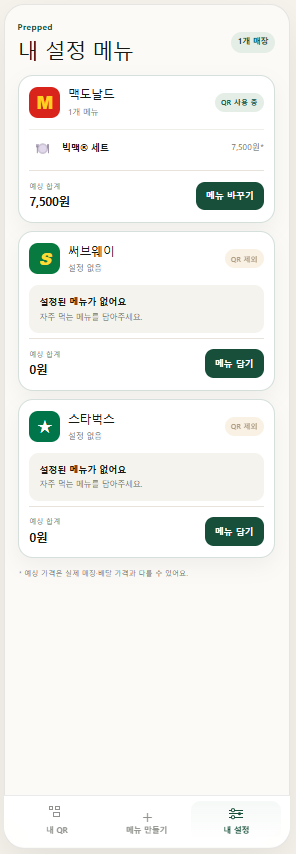 Prepped
내 설정 메뉴
1개 매장
M
맥도날드
1개 메뉴
QR 사용 중
빅맥® 세트
7,500원*
예상 합계
7,500원
메뉴 바꾸기
S
써브웨이
설정 없음
QR 제외
설정된 메뉴가 없어요
자주 먹는 메뉴를 담아주세요.
예상 합계
0원
메뉴 담기
스타벅스
설정 없음
QR 제외
설정된 메뉴가 없어요
자주 먹는 메뉴를 담아주세요.
예상 합계
0원
메뉴 담기
* 예상 가격은 실제 매장·배달 가격과 다를 수 있어요.
내 QR
메뉴 만들기
내 설정